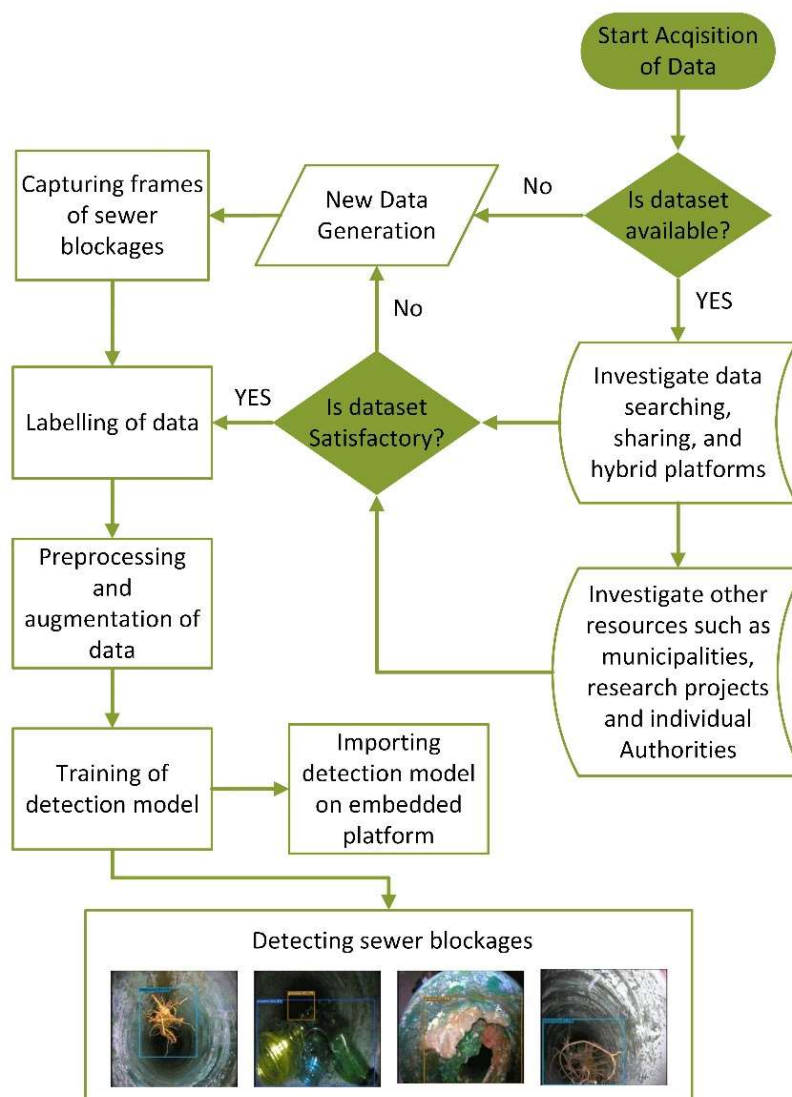 Start Acqisition
of Data
Is dataset
available?
No
New Data
Generation
Capturing frames
of sewer
blockages
YES
Investigate data
searching,
sharing, and
hybrid platforms
Is dataset
Satisfactory?
No
YES
Labelling of data
Investigate other
resources such as
municipalities,
research projects
and individual
Authorities
Preprocessing
and
augmentation of
data
Training of
detection model
Importing
detection model
on embedded
platform
Detecting sewer blockages